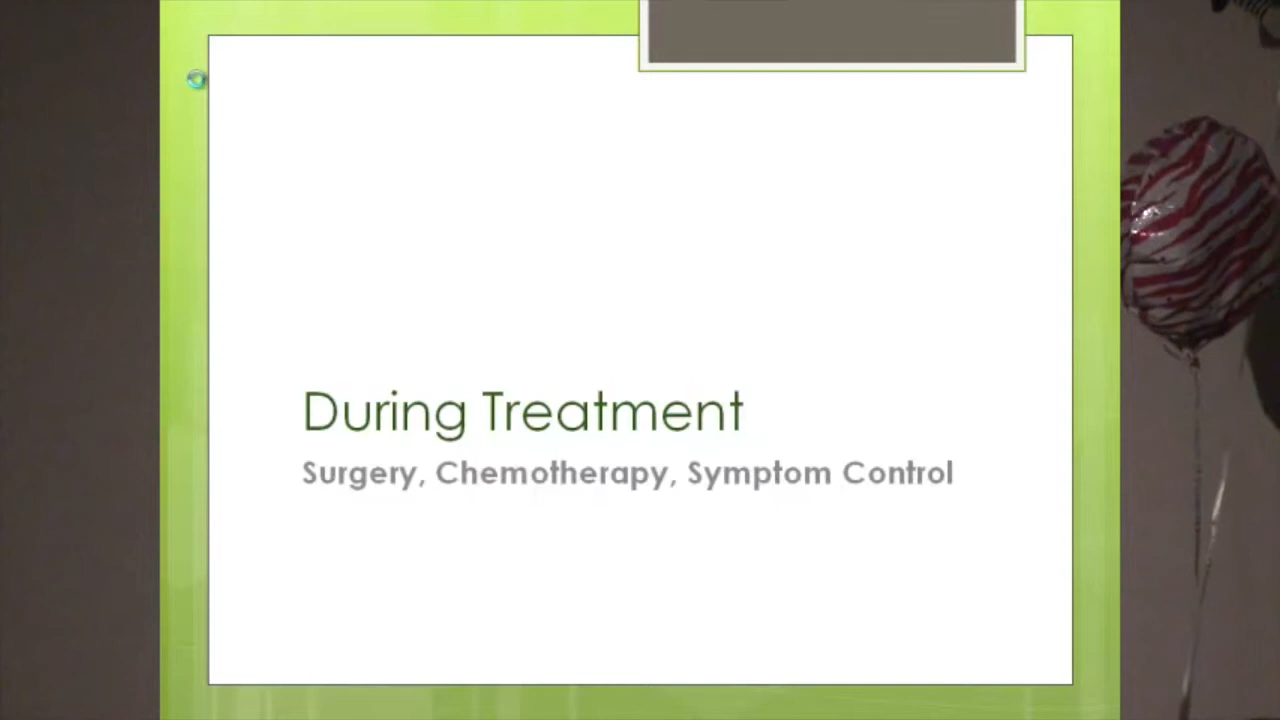 During Treatment
Surgery, Chemotherapy, Symptom Control